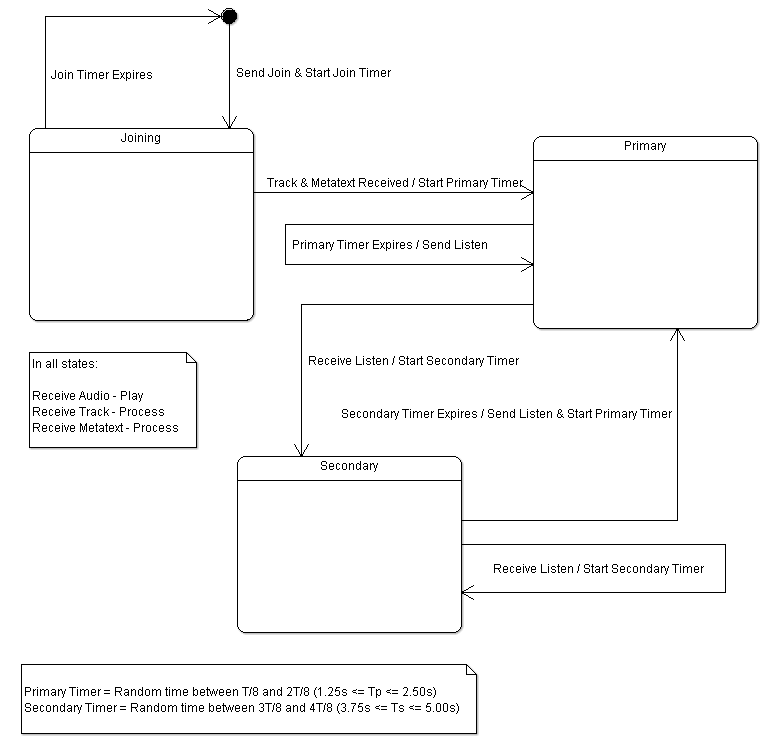 Join Timer Expires
Send Join & Start Join Timer
Joining
Primary
Track & Metatext Received / Start Primary Timer
Primary Timer Expires / Send Listen
Receive Listen / Start Secondary Timer
In all states:
Receive Audio - Play
Receive Track - Process
Receive Metatext - Process
Secondary Timer Expires / Send Listen & Start Primary Timer
Secondary
Receive Listen / Start Secondary Timer
Primary Timer = Random time between T/8 and 2T/8 (1.25s <= Tp <= 2.50s)
Secondary Timer = Random time between 3T/8 and 4T/8 (3.75s <= Ts <= 5.00s)